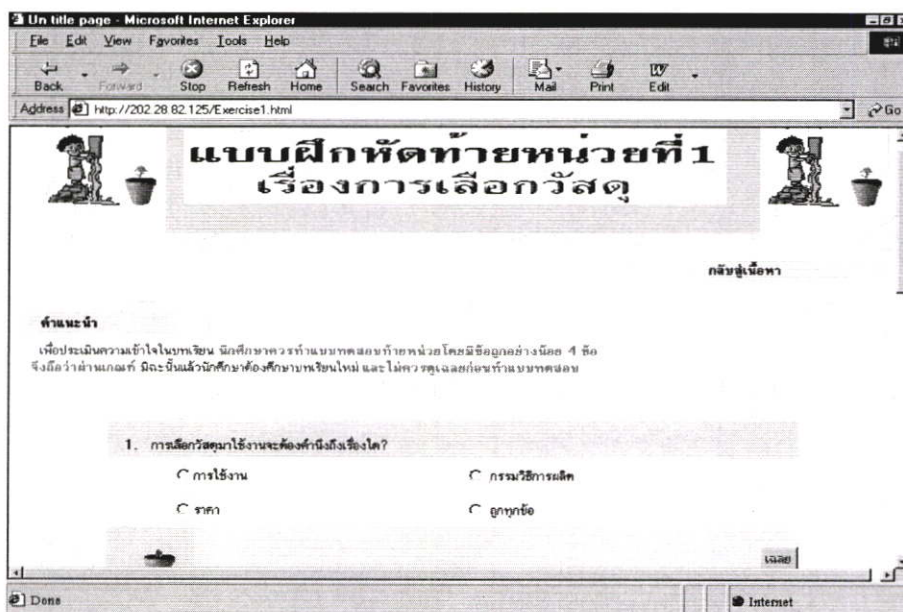 Un title page - Microsoft Internet Explorer
File Edit View Favorites Tools Help
Back Forward Stop Refresh Home Search Favorites History Mail Print Edit
Address http://202.28.82.125/Exercise1.html Go
แบบฝึกหัดท้ายหน่วยที่1
เรื่องการเลือกวัสดุ
กลับสู่เนื้อหา
คำแนะนำ
เพื่อประเมินความเข้าใจในบทเรียน นักศึกษาควรทำแบบทดสอบท้ายหน่วยโดยมีข้อถูกอย่างน้อย 4 ข้อ
จึงถือว่าผ่านเกณฑ์ มิฉะนั้นแล้วนักศึกษาต้องศึกษาบทเรียนใหม่ และไม่ควรดูเฉลยก่อนทำแบบทดสอบ
1. การเลือกวัสดุมาใช้งานจะต้องคำนึงถึงเรื่องใด?
การใช้งาน กรรมวิธีการผลิต
ราคา ถูกทุกข้อ
เฉลย
Done Internet